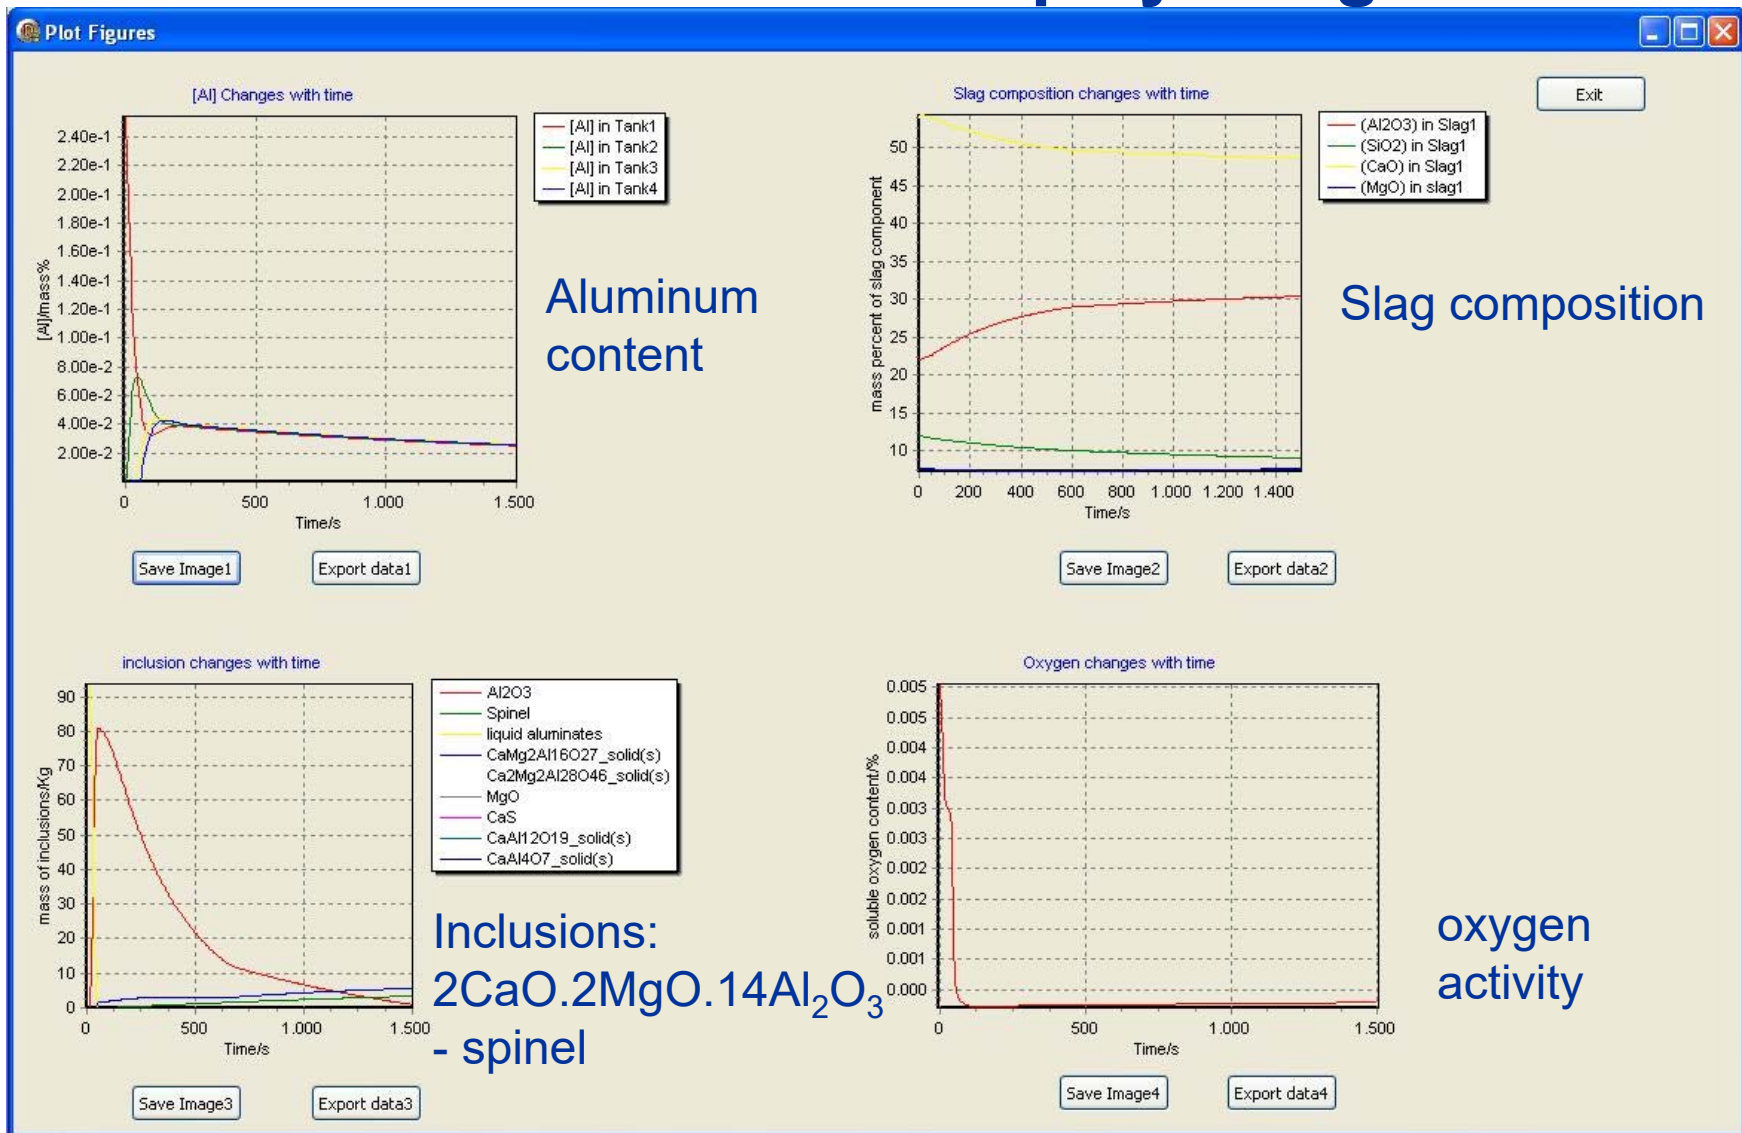 Plot Figures
[Al] Changes with time
[Al]/mass%
2.40e-1
2.20e-1
2.00e-1
1.80e-1
1.60e-1
1.40e-1
1.20e-1
1.00e-1
8.00e-2
6.00e-2
4.00e-2
2.00e-2
0 500 1.000 1.500
Time/s
[Al] in Tank1
[Al] in Tank2
[Al] in Tank3
[Al] in Tank4
Aluminum
content
Save Image1 Export data1
Slag composition changes with time
mass percent of slag component
50
45
40
35
30
25
20
15
10
0 200 400 600 800 1.000 1.200 1.400
Time/s
(Al2O3) in Slag1
(SiO2) in Slag1
(CaO) in Slag1
(MgO) in slag1
Exit
Slag composition
Save Image2 Export data2
inclusion changes with time
mass of inclusions/Kg
90
80
70
60
50
40
30
20
10
0
0 500 1.000 1.500
Time/s
Al2O3
Spinel
liquid aluminates
CaMg2Al16O27_solid(s)
Ca2Mg2Al28O46_solid(s)
MgO
CaS
CaAl12O19_solid(s)
CaAl4O7_solid(s)
Inclusions:
2CaO.2MgO.14Al₂O₃
- spinel
Save Image3 Export data3
Oxygen changes with time
soluble oxygen content/%
0.005
0.005
0.004
0.004
0.003
0.003
0.002
0.002
0.001
0.001
0.000
0 500 1.000 1.500
Time/s
oxygen
activity
Save Image4 Export data4